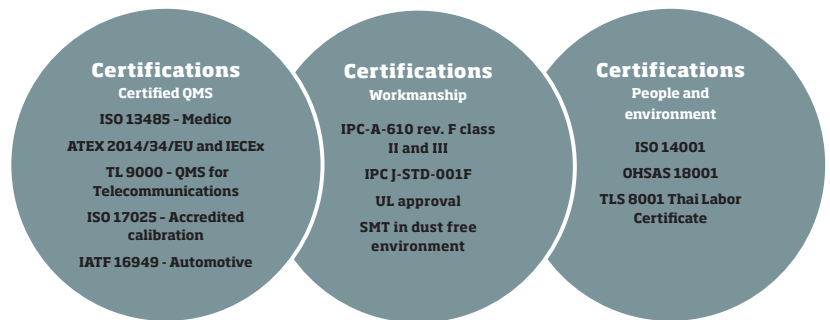 Certifications
Certified QMS
ISO 13485 – Medico
ATEX 2014/34/EU and IECEx
TL 9000 – QMS for
Telecommunications
ISO 17025 – Accredited
calibration
IATF 16949 - Automotive
Certifications
Workmanship
IPC-A-610 rev. F class
II and III
IPC J-STD-001F
UL approval
SMT in dust free
environment
Certifications
People and
environment
ISO 14001
OHSAS 18001
TLS 8001 Thai Labor
Certificate